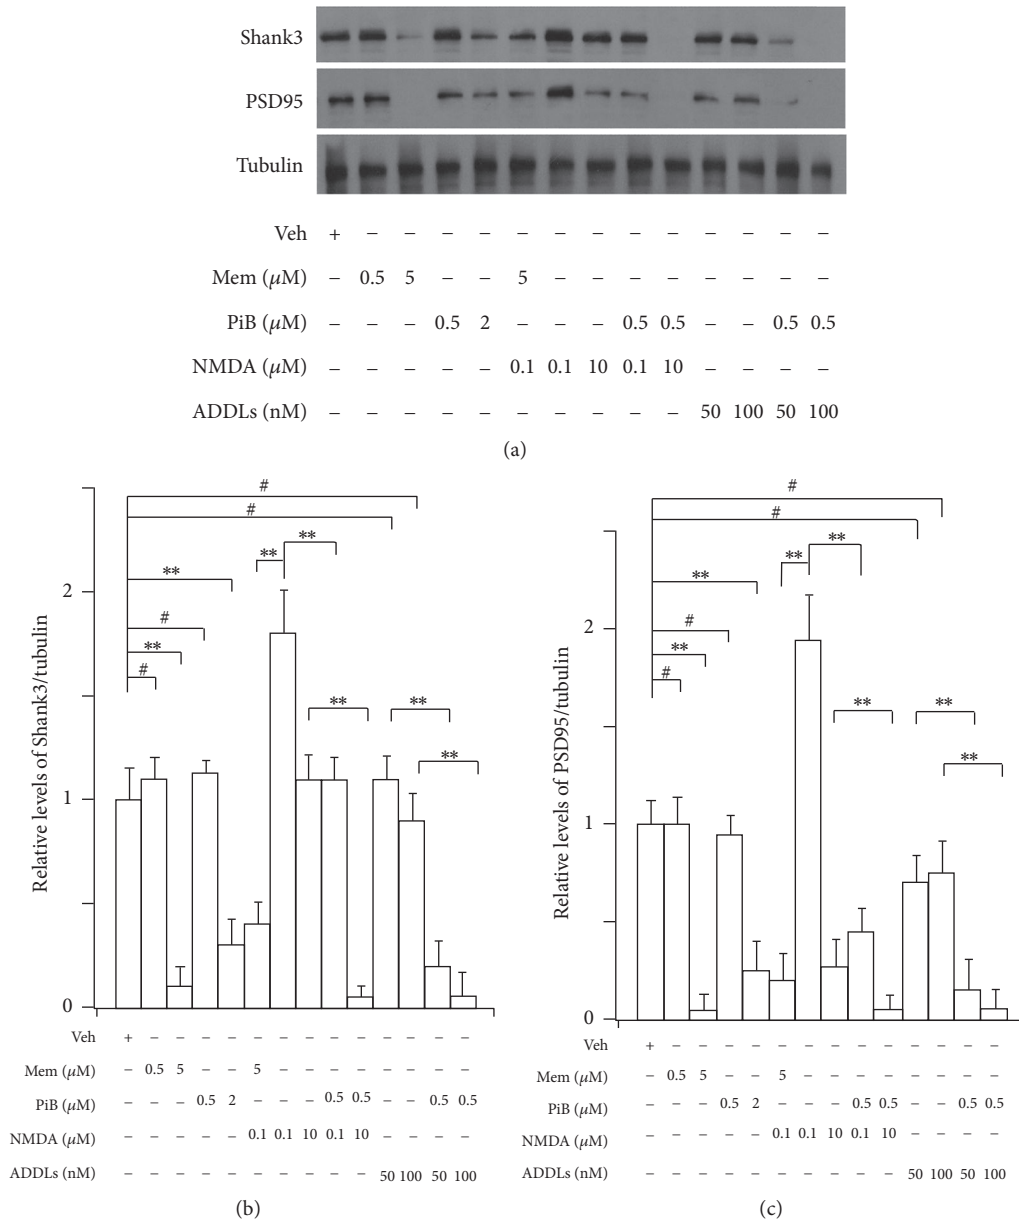 Shank3
PSD95
Tubulin
Veh + – – – – – – – – – – – – –
Mem (μM) – 0.5 5 – – 5 – – – – – – – –
PiB (μM) – – – 0.5 2 – – – 0.5 0.5 – – 0.5 0.5
NMDA (μM) – – – – – 0.1 0.1 10 0.1 10 – – – –
ADDLs (nM) – – – – – – – – – – 50 100 50 100
(a)
Relative levels of Shank3/tubulin
2
1
0
#
#
**
**
**
#
**
#
**
**
**
Veh + – – – – – – – – – – – – –
Mem (μM) – 0.5 5 – – 5 – – – – – – – –
PiB (μM) – – – 0.5 2 – – – 0.5 0.5 – – 0.5 0.5
NMDA (μM) – – – – – 0.1 0.1 10 0.1 10 – – – –
ADDLs (nM) – – – – – – – – – – 50 100 50 100
(b)
Relative levels of PSD95/tubulin
2
1
0
#
#
**
**
**
#
**
#
**
**
**
Veh + – – – – – – – – – – – – –
Mem (μM) – 0.5 5 – – 5 – – – – – – – –
PiB (μM) – – – 0.5 2 – – – 0.5 0.5 – – 0.5 0.5
NMDA (μM) – – – – – 0.1 0.1 10 0.1 10 – – – –
ADDLs (nM) – – – – – – – – – – 50 100 50 100
(c)